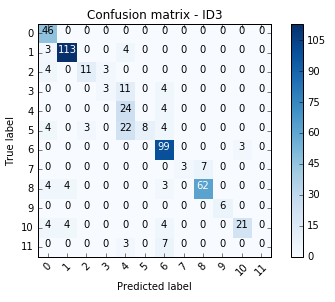 Confusion matrix - ID3
True label
0 46 0 0 0 0 0 0 0 0 0 0 0
1 3 113 0 0 4 0 0 0 0 0 0 0
2 4 0 11 3 0 0 0 0 0 0 0 0
3 0 0 0 3 11 0 4 0 0 0 0 0
4 0 0 0 0 24 0 4 0 0 0 0 0
5 4 0 3 0 22 8 4 0 0 0 0 0
6 0 0 0 0 0 0 99 0 0 0 3 0
7 0 0 0 0 0 0 0 3 7 0 0 0
8 4 4 0 0 0 0 3 0 62 0 0 0
9 0 0 0 0 0 0 0 0 0 6 0 0
10 4 4 0 0 0 0 4 0 0 0 21 0
11 0 0 0 0 3 0 7 0 0 0 0 0
0 1 2 3 4 5 6 7 8 9 10 11
Predicted label
105
90
75
60
45
30
15
0